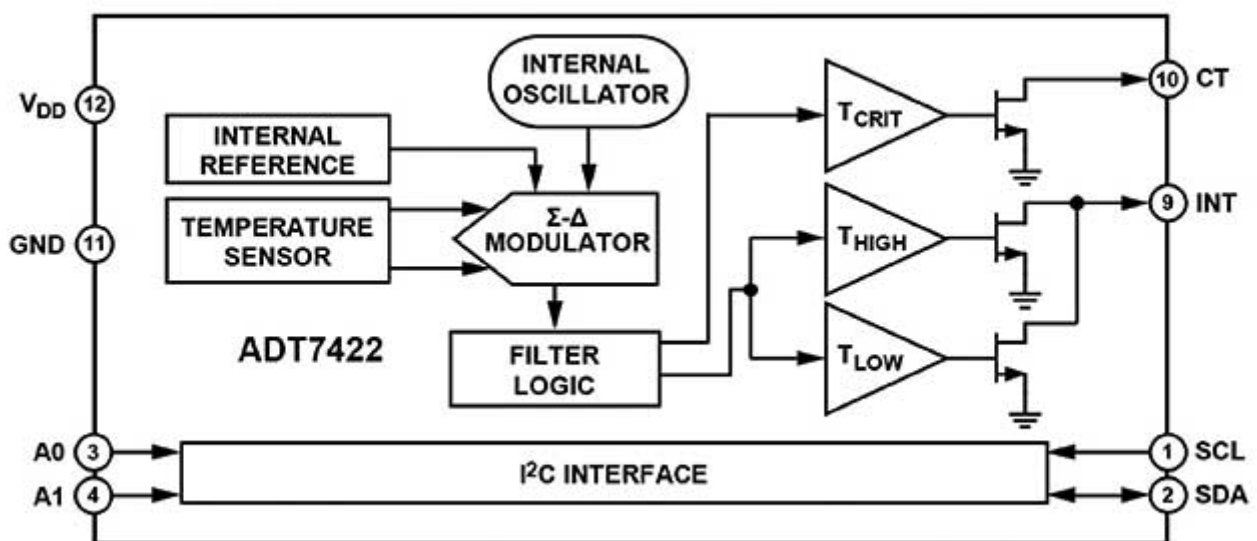 INTERNAL
OSCILLATOR
VDD
12
INTERNAL
REFERENCE
TCRIT
10
CT
GND
11
TEMPERATURE
SENSOR
Σ-Δ
MODULATOR
THIGH
9
INT
ADT7422
FILTER
LOGIC
TLOW
A0
3
A1
4
I²C INTERFACE
1
SCL
2
SDA